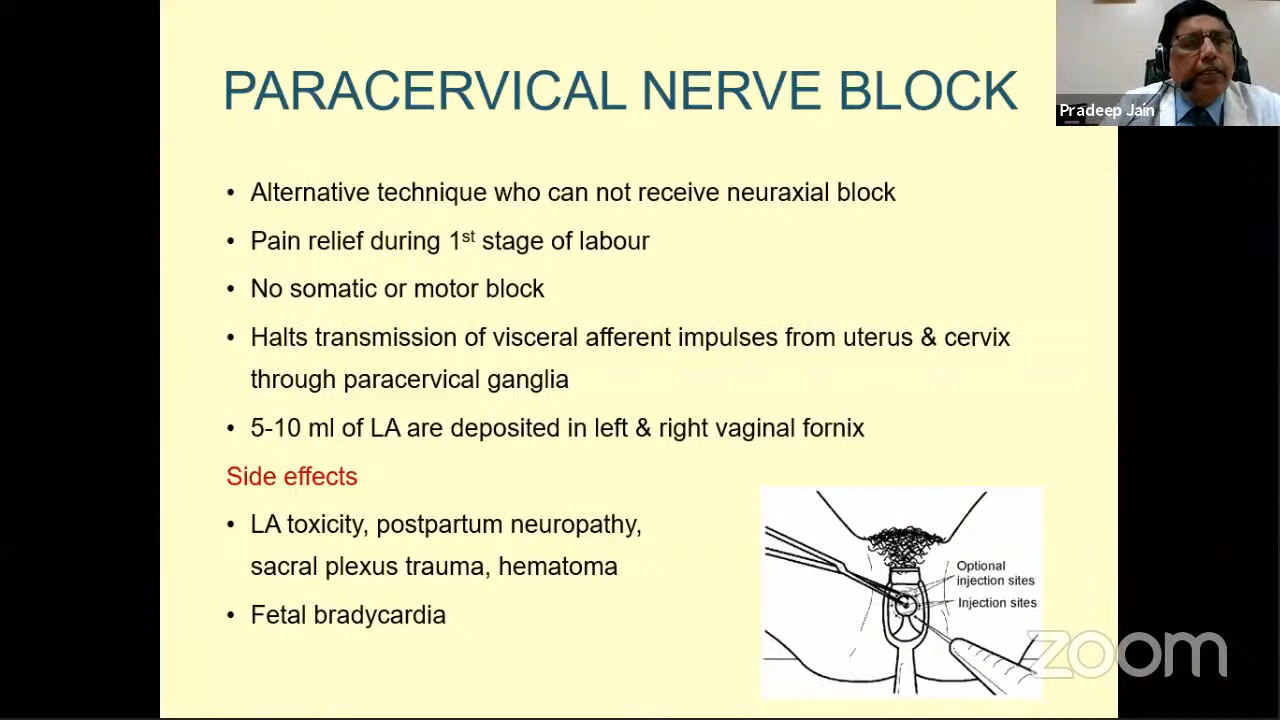 PARACERVICAL NERVE BLOCK
Pradeep Jain
• Alternative technique who can not receive neuraxial block
• Pain relief during 1st stage of labour
• No somatic or motor block
• Halts transmission of visceral afferent impulses from uterus & cervix
through paracervical ganglia
• 5-10 ml of LA are deposited in left & right vaginal fornix
Side effects
• LA toxicity, postpartum neuropathy,
sacral plexus trauma, hematoma
• Fetal bradycardia
Optional
injection sites
Injection sites
zoom